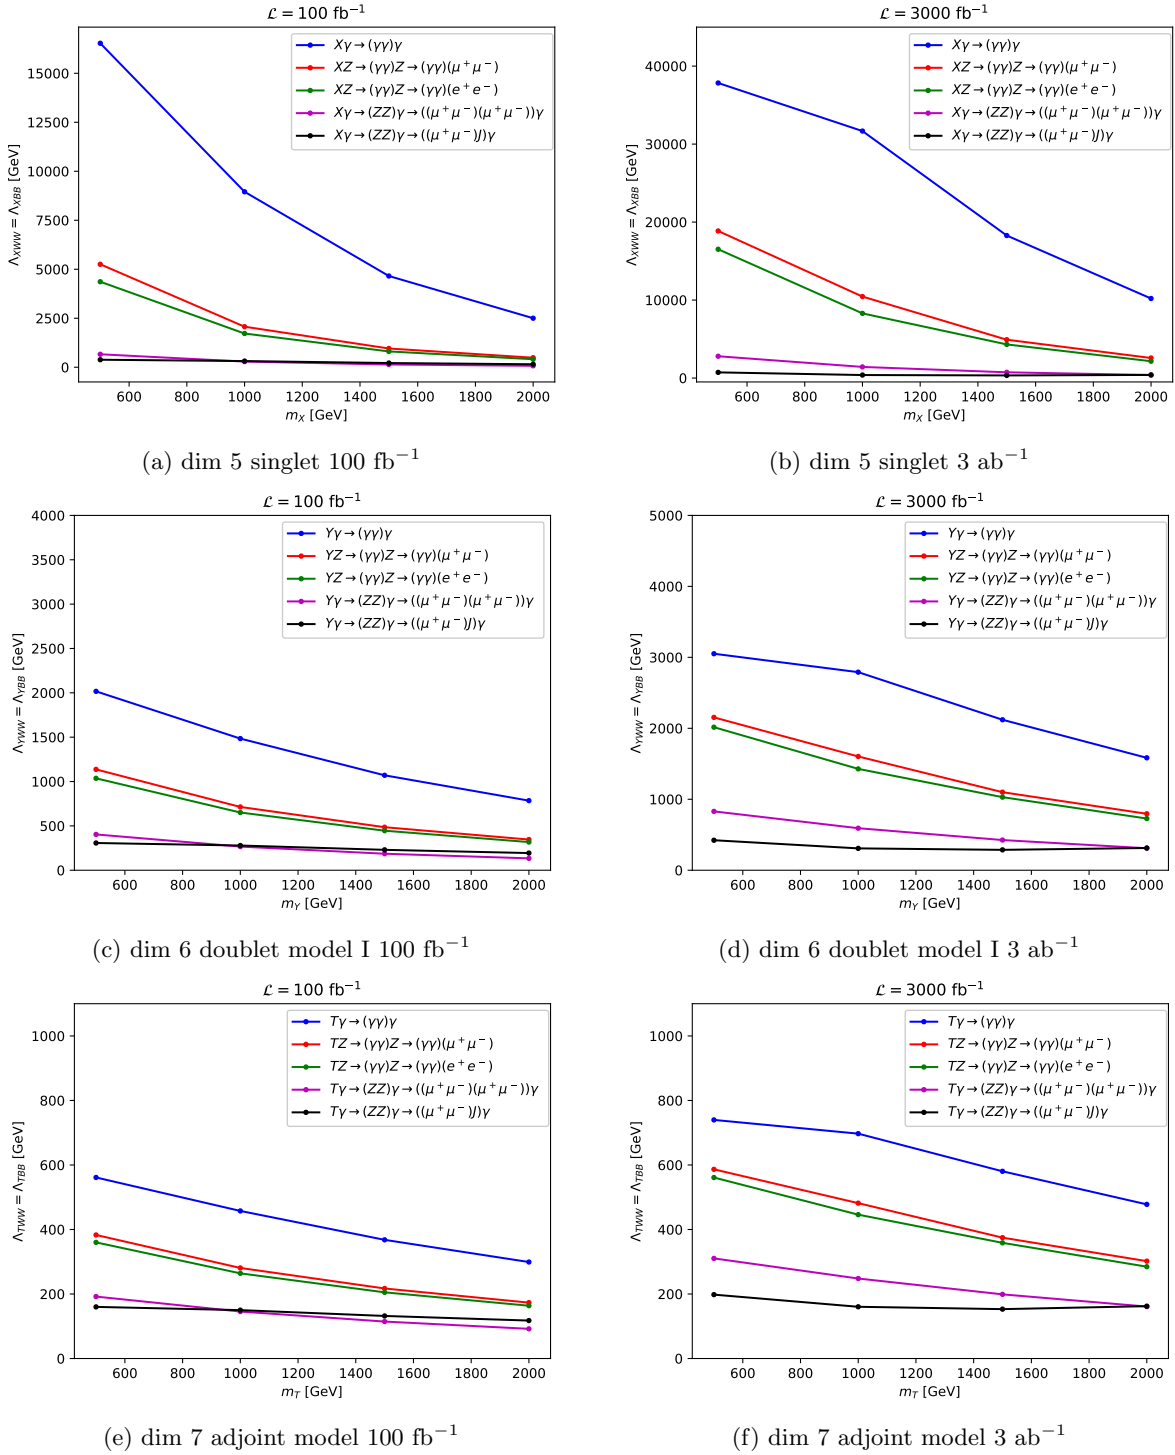 ℒ = 100 fb⁻¹
Xγ→(γγ)γ
XZ→(γγ)Z→(γγ)(μ⁺μ⁻)
XZ→(γγ)Z→(γγ)(e⁺e⁻)
Xγ→(ZZ)γ→((μ⁺μ⁻)(μ⁺μ⁻))γ
Xγ→(ZZ)γ→((μ⁺μ⁻)J)γ
15000
12500
10000
7500
5000
2500
0
Λ_XWW = Λ_XBB [GeV]
600 800 1000 1200 1400 1600 1800 2000
m_X [GeV]
(a) dim 5 singlet 100 fb⁻¹
ℒ = 3000 fb⁻¹
Xγ→(γγ)γ
XZ→(γγ)Z→(γγ)(μ⁺μ⁻)
XZ→(γγ)Z→(γγ)(e⁺e⁻)
Xγ→(ZZ)γ→((μ⁺μ⁻)(μ⁺μ⁻))γ
Xγ→(ZZ)γ→((μ⁺μ⁻)J)γ
40000
30000
20000
10000
0
Λ_XWW = Λ_XBB [GeV]
600 800 1000 1200 1400 1600 1800 2000
m_X [GeV]
(b) dim 5 singlet 3 ab⁻¹
ℒ = 100 fb⁻¹
Yγ→(γγ)γ
YZ→(γγ)Z→(γγ)(μ⁺μ⁻)
YZ→(γγ)Z→(γγ)(e⁺e⁻)
Yγ→(ZZ)γ→((μ⁺μ⁻)(μ⁺μ⁻))γ
Yγ→(ZZ)γ→((μ⁺μ⁻)J)γ
4000
3500
3000
2500
2000
1500
1000
500
0
Λ_YWW = Λ_YBB [GeV]
600 800 1000 1200 1400 1600 1800 2000
m_Y [GeV]
(c) dim 6 doublet model I 100 fb⁻¹
ℒ = 3000 fb⁻¹
Yγ→(γγ)γ
YZ→(γγ)Z→(γγ)(μ⁺μ⁻)
YZ→(γγ)Z→(γγ)(e⁺e⁻)
Yγ→(ZZ)γ→((μ⁺μ⁻)(μ⁺μ⁻))γ
Yγ→(ZZ)γ→((μ⁺μ⁻)J)γ
5000
4000
3000
2000
1000
0
Λ_YWW = Λ_YBB [GeV]
600 800 1000 1200 1400 1600 1800 2000
m_Y [GeV]
(d) dim 6 doublet model I 3 ab⁻¹
ℒ = 100 fb⁻¹
Tγ→(γγ)γ
TZ→(γγ)Z→(γγ)(μ⁺μ⁻)
TZ→(γγ)Z→(γγ)(e⁺e⁻)
Tγ→(ZZ)γ→((μ⁺μ⁻)(μ⁺μ⁻))γ
Tγ→(ZZ)γ→((μ⁺μ⁻)J)γ
1000
800
600
400
200
0
Λ_TWW = Λ_TBB [GeV]
600 800 1000 1200 1400 1600 1800 2000
m_T [GeV]
(e) dim 7 adjoint model 100 fb⁻¹
ℒ = 3000 fb⁻¹
Tγ→(γγ)γ
TZ→(γγ)Z→(γγ)(μ⁺μ⁻)
TZ→(γγ)Z→(γγ)(e⁺e⁻)
Tγ→(ZZ)γ→((μ⁺μ⁻)(μ⁺μ⁻))γ
Tγ→(ZZ)γ→((μ⁺μ⁻)J)γ
1000
800
600
400
200
0
Λ_TWW = Λ_TBB [GeV]
600 800 1000 1200 1400 1600 1800 2000
m_T [GeV]
(f) dim 7 adjoint model 3 ab⁻¹